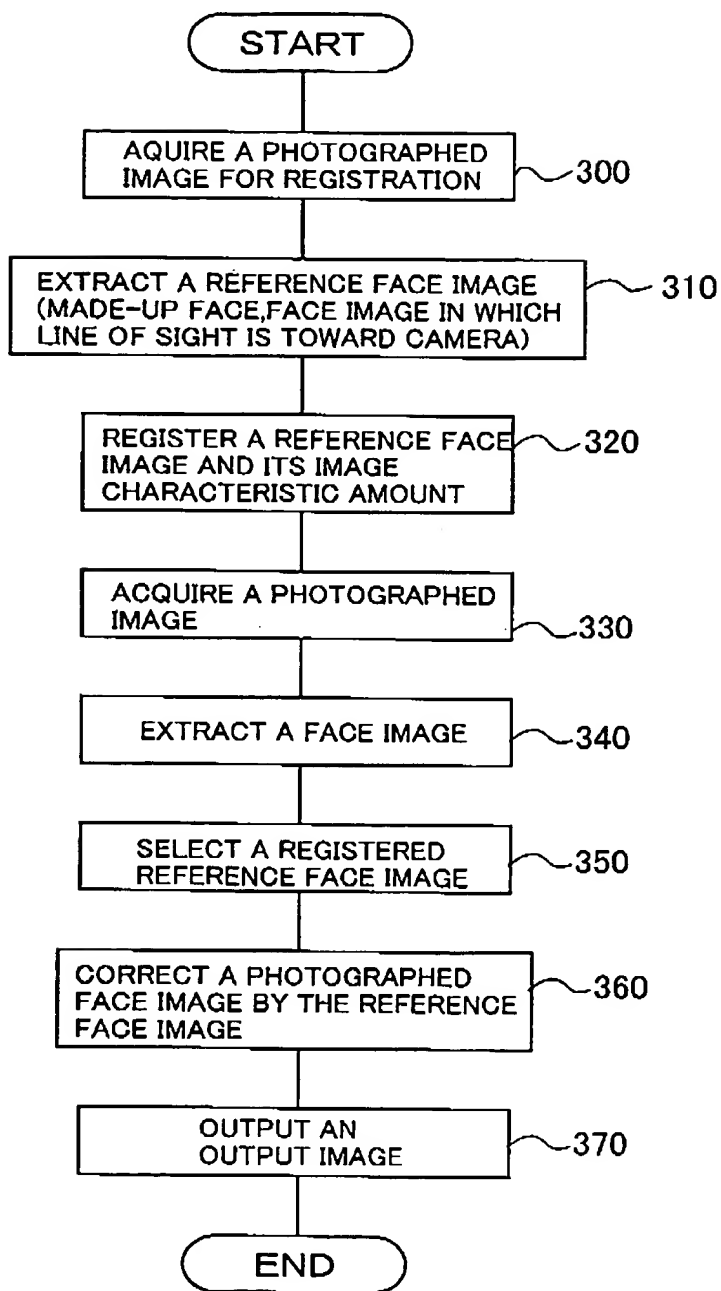 START
AQUIRE A PHOTOGRAPHED
IMAGE FOR REGISTRATION
300
EXTRACT A REFERENCE FACE IMAGE
(MADE-UP FACE,FACE IMAGE IN WHICH
LINE OF SIGHT IS TOWARD CAMERA)
310
REGISTER A REFERENCE FACE
IMAGE AND ITS IMAGE
CHARACTERISTIC AMOUNT
320
ACQUIRE A PHOTOGRAPHED
IMAGE
330
EXTRACT A FACE IMAGE
340
SELECT A REGISTERED
REFERENCE FACE IMAGE
350
CORRECT A PHOTOGRAPHED
FACE IMAGE BY THE REFERENCE
FACE IMAGE
360
OUTPUT AN
OUTPUT IMAGE
370
END